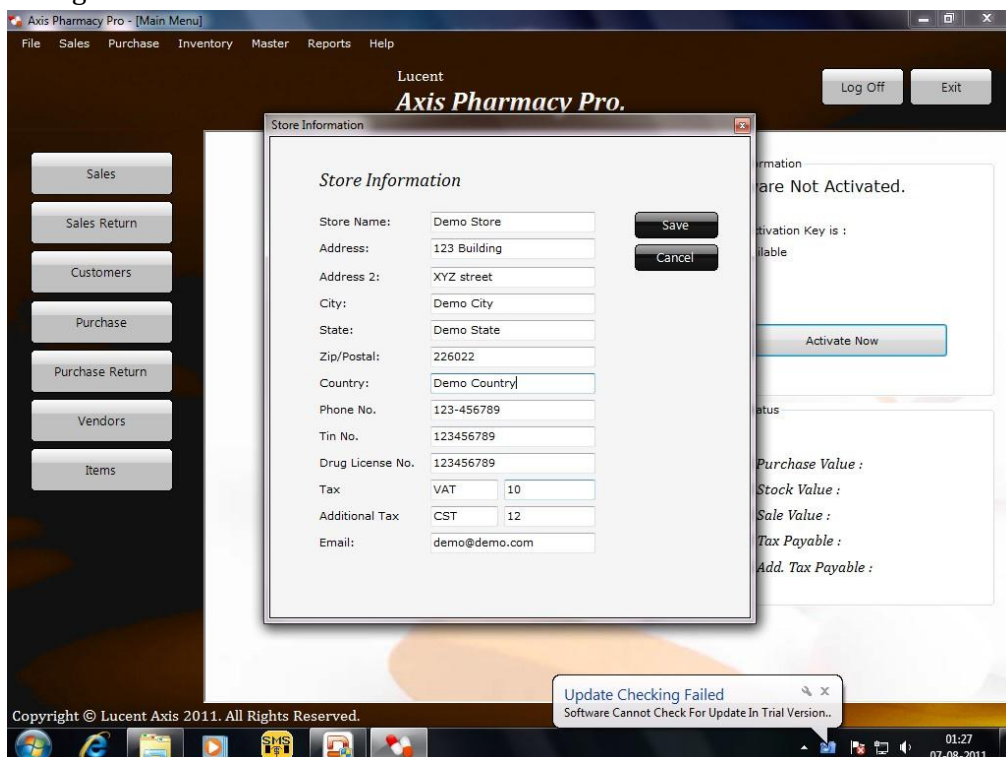 Axis Pharmacy Pro - [Main Menu]
File Sales Purchase Inventory Master Reports Help
Lucent
Axis Pharmacy Pro.
Log Off Exit
Sales
Sales Return
Customers
Purchase
Purchase Return
Vendors
Items
Store Information
Store Information
Store Name: Demo Store
Address: 123 Building
Address 2: XYZ street
City: Demo City
State: Demo State
Zip/Postal: 226022
Country: Demo Country
Phone No. 123-456789
Tin No. 123456789
Drug License No. 123456789
Tax VAT 10
Additional Tax CST 12
Email: demo@demo.com
Save
Cancel
rmation
are Not Activated.
tivation Key is :
ilable
Activate Now
atus
Purchase Value :
Stock Value :
Sale Value :
Tax Payable :
Add. Tax Payable :
Update Checking Failed
Software Cannot Check For Update In Trial Version..
Copyright © Lucent Axis 2011. All Rights Reserved.
SMS
01:27
07-08-2011